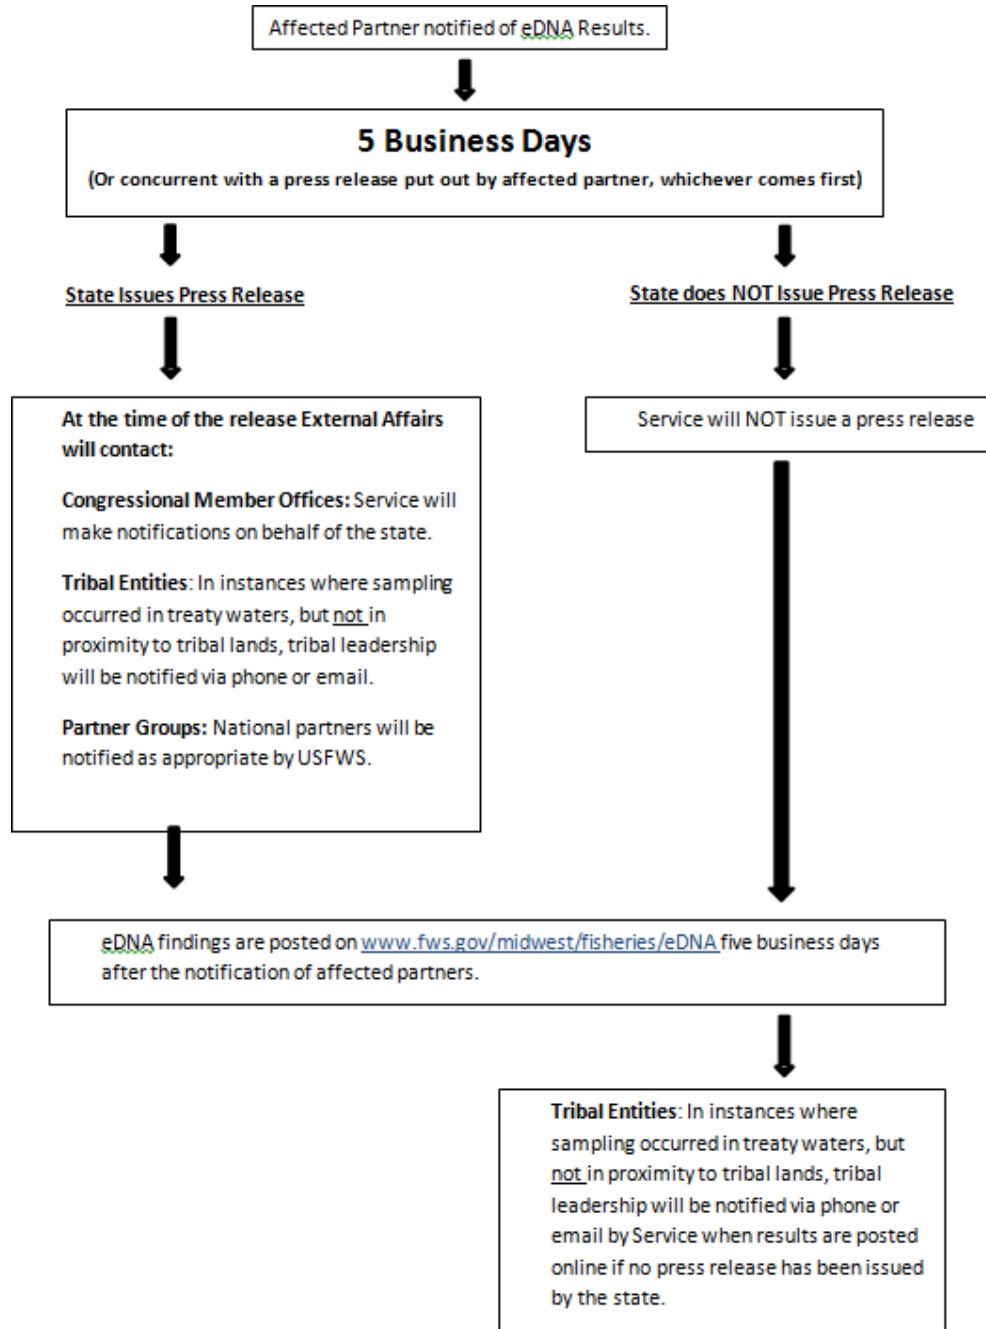 Affected Partner notified of eDNA Results.
5 Business Days
(Or concurrent with a press release put out by affected partner, whichever comes first)
State Issues Press Release
State does NOT Issue Press Release
At the time of the release External Affairs
will contact:
Congressional Member Offices: Service will
make notifications on behalf of the state.
Tribal Entities: In instances where sampling
occurred in treaty waters, but not in
proximity to tribal lands, tribal leadership
will be notified via phone or email.
Partner Groups: National partners will be
notified as appropriate by USFWS.
Service will NOT issue a press release
eDNA findings are posted on www.fws.gov/midwest/fisheries/eDNA five business days
after the notification of affected partners.
Tribal Entities: In instances where
sampling occurred in treaty waters, but
not in proximity to tribal lands, tribal
leadership will be notified via phone or
email by Service when results are posted
online if no press release has been issued
by the state.